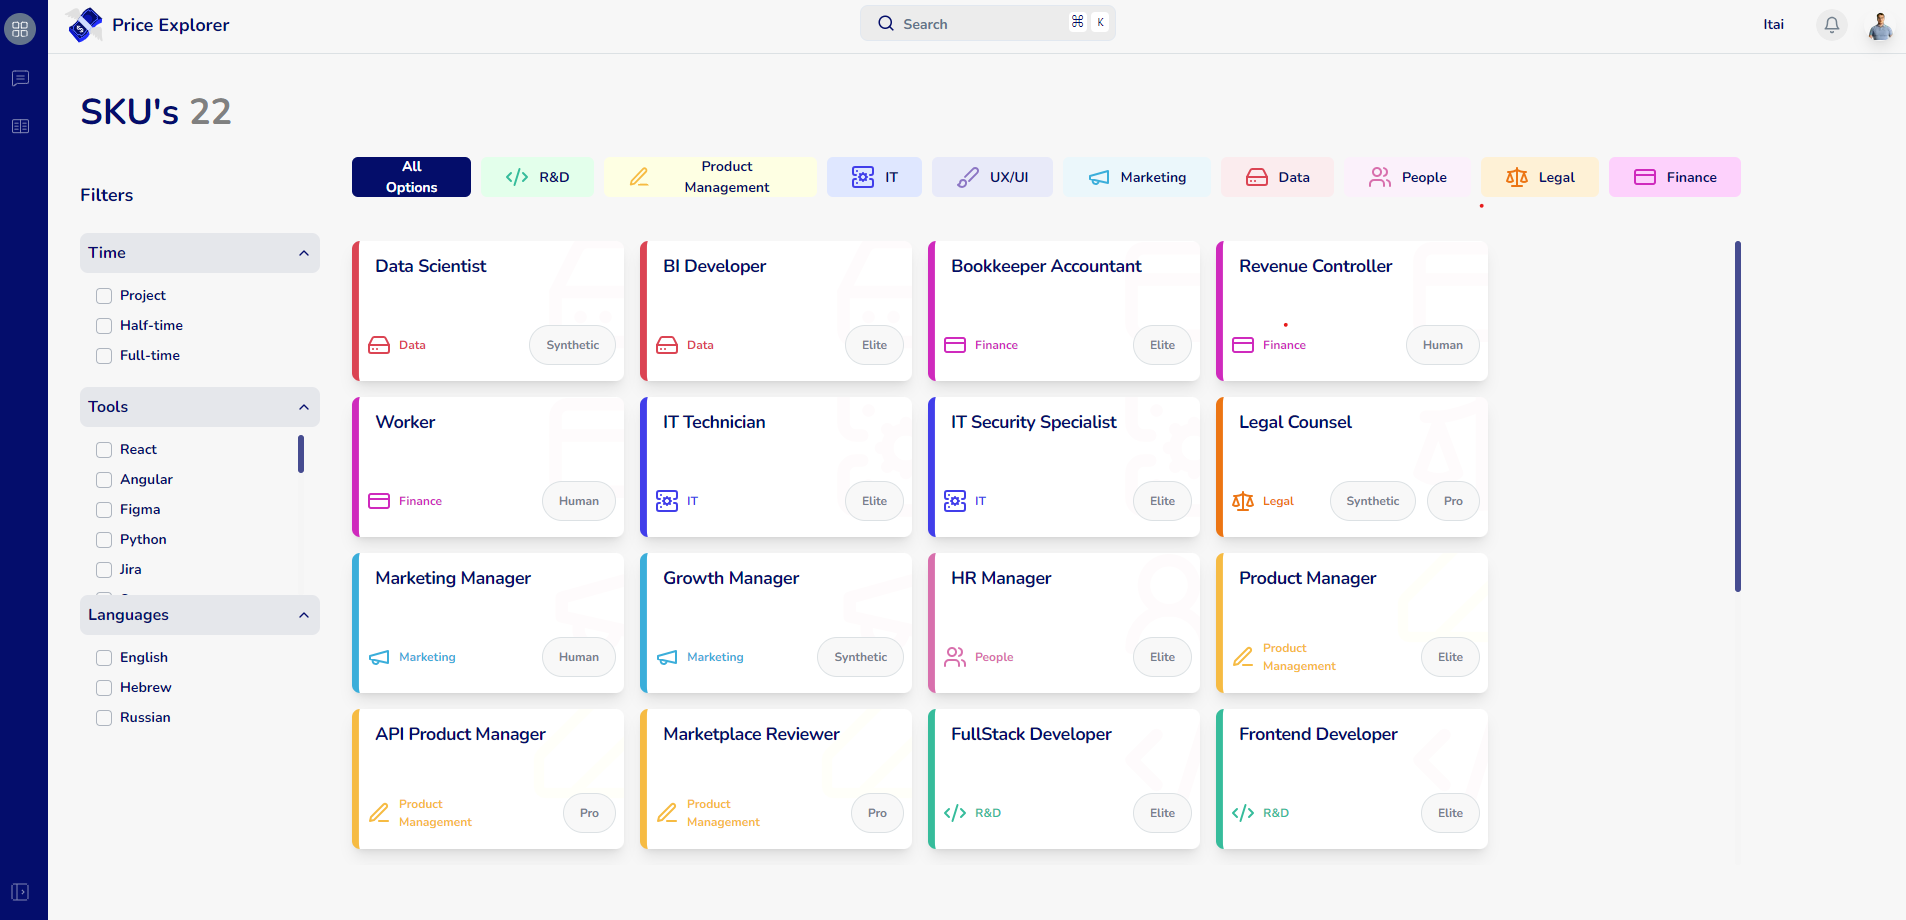 Price Explorer
Search
⌘ K
Itai
SKU's 22
Filters
All
Options
R&D
Product
Management
IT
UX/UI
Marketing
Data
People
Legal
Finance
Time
Project
Half-time
Full-time
Tools
React
Angular
Figma
Python
Jira
Languages
English
Hebrew
Russian
Data Scientist
Data
Synthetic
BI Developer
Data
Elite
Bookkeeper Accountant
Finance
Elite
Revenue Controller
Finance
Human
Worker
Finance
Human
IT Technician
IT
Elite
IT Security Specialist
IT
Elite
Legal Counsel
Legal
Synthetic
Pro
Marketing Manager
Marketing
Human
Growth Manager
Marketing
Synthetic
HR Manager
People
Elite
Product Manager
Product
Management
Elite
API Product Manager
Product
Management
Pro
Marketplace Reviewer
Product
Management
Pro
FullStack Developer
R&D
Elite
Frontend Developer
R&D
Elite